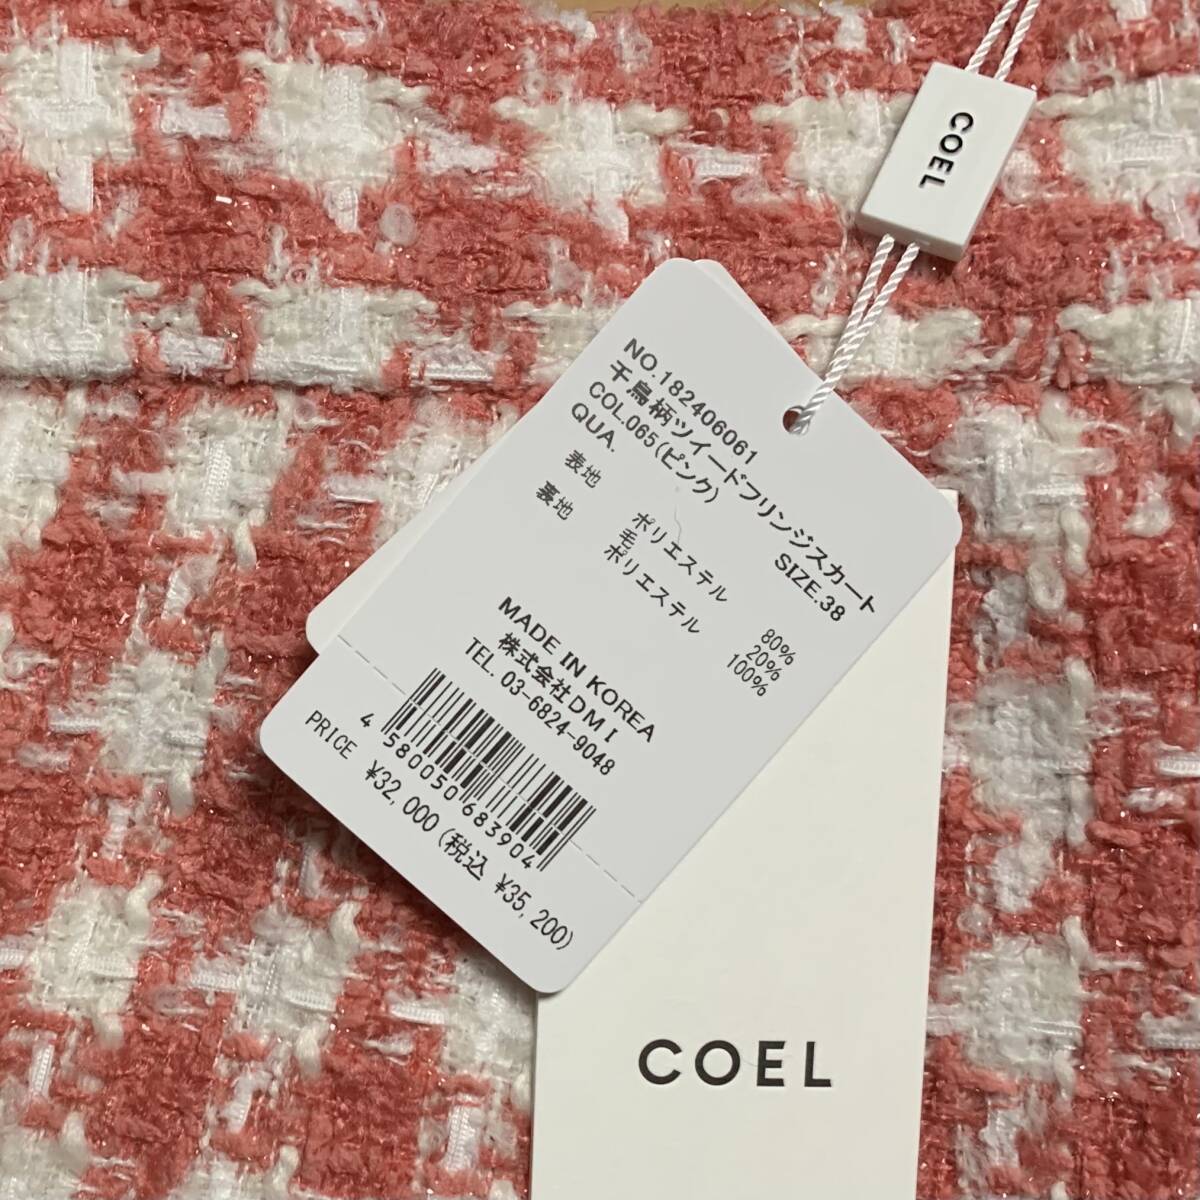 COEL
NO.182406061
千鳥柄ツイードフリンジスカート
COL.065(ピンク) SIZE.38
QUA.
表地 ポリエステル 80%
毛 20%
裏地 ポリエステル 100%
MADE IN KOREA
株式会社DMI
TEL. 03-6824-9048
4 580050 683904
PRICE ¥32,000(税込 ¥35,200)
COEL